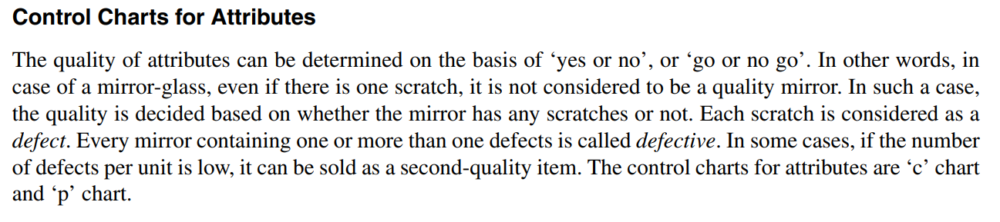 Control Charts for Attributes
The quality of attributes can be determined on the basis of ‘yes or no’, or ‘go or no go’. In other words, in
case of a mirror-glass, even if there is one scratch, it is not considered to be a quality mirror. In such a case,
the quality is decided based on whether the mirror has any scratches or not. Each scratch is considered as a
defect. Every mirror containing one or more than one defects is called defective. In some cases, if the number
of defects per unit is low, it can be sold as a second-quality item. The control charts for attributes are ‘c’ chart
and ‘p’ chart.